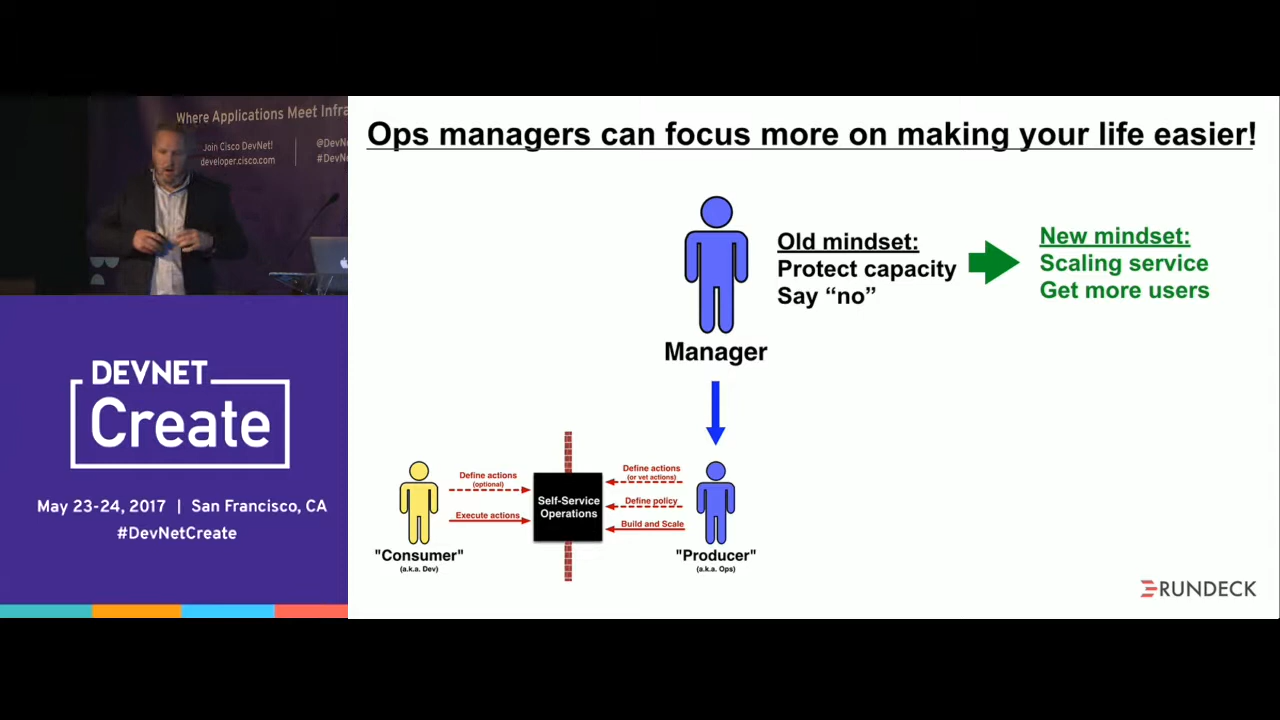 Where Applications Meet Infra
Join Cisco DevNet!
developer.cisco.com
@DevNe
#DevNe
DEVNET
Create
May 23-24, 2017 | San Francisco, CA
#DevNetCreate
Ops managers can focus more on making your life easier!
Old mindset:
Protect capacity
Say “no”
New mindset:
Scaling service
Get more users
Manager
Define actions
(optional)
Execute actions
Self-Service
Operations
Define actions
(or vet actions)
Define policy
Build and Scale
"Consumer"
(a.k.a. Dev)
"Producer"
(a.k.a. Ops)
RUNDECK